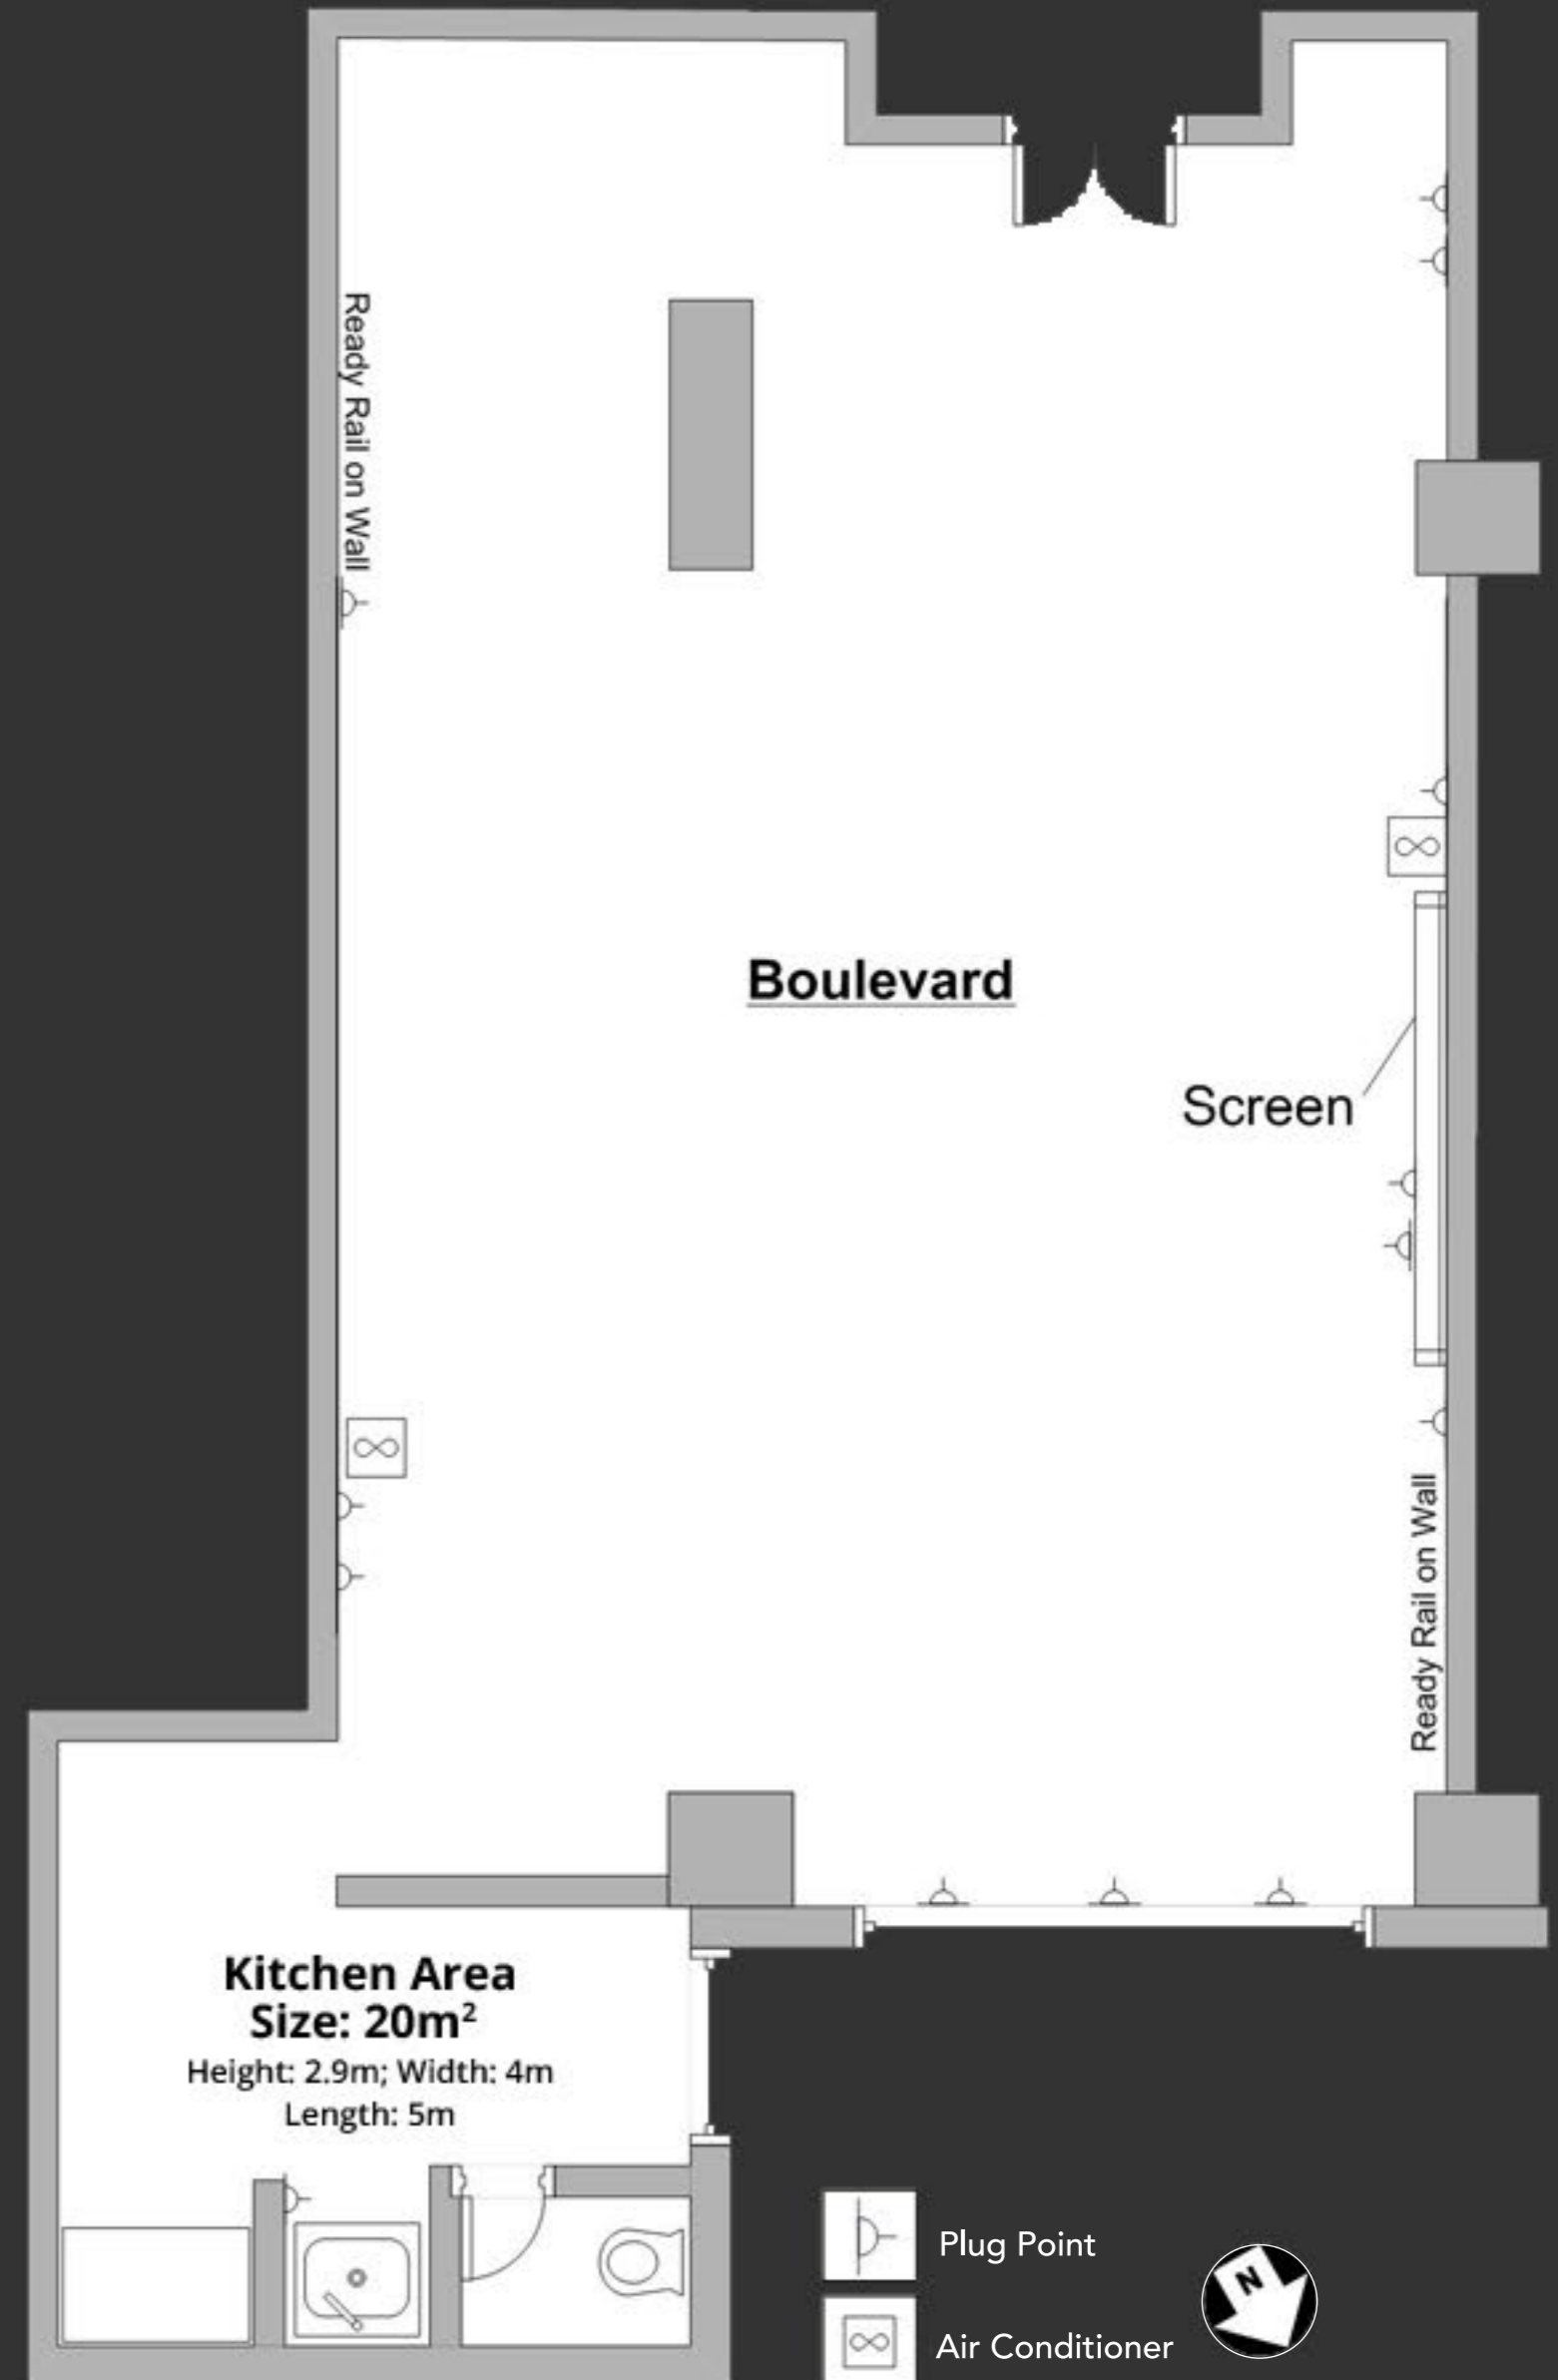 Ready Rail on Wall
Boulevard
Screen
Ready Rail on Wall
Kitchen Area
Size: 20m²
Height: 2.9m; Width: 4m
Length: 5m
Plug Point
N
Air Conditioner